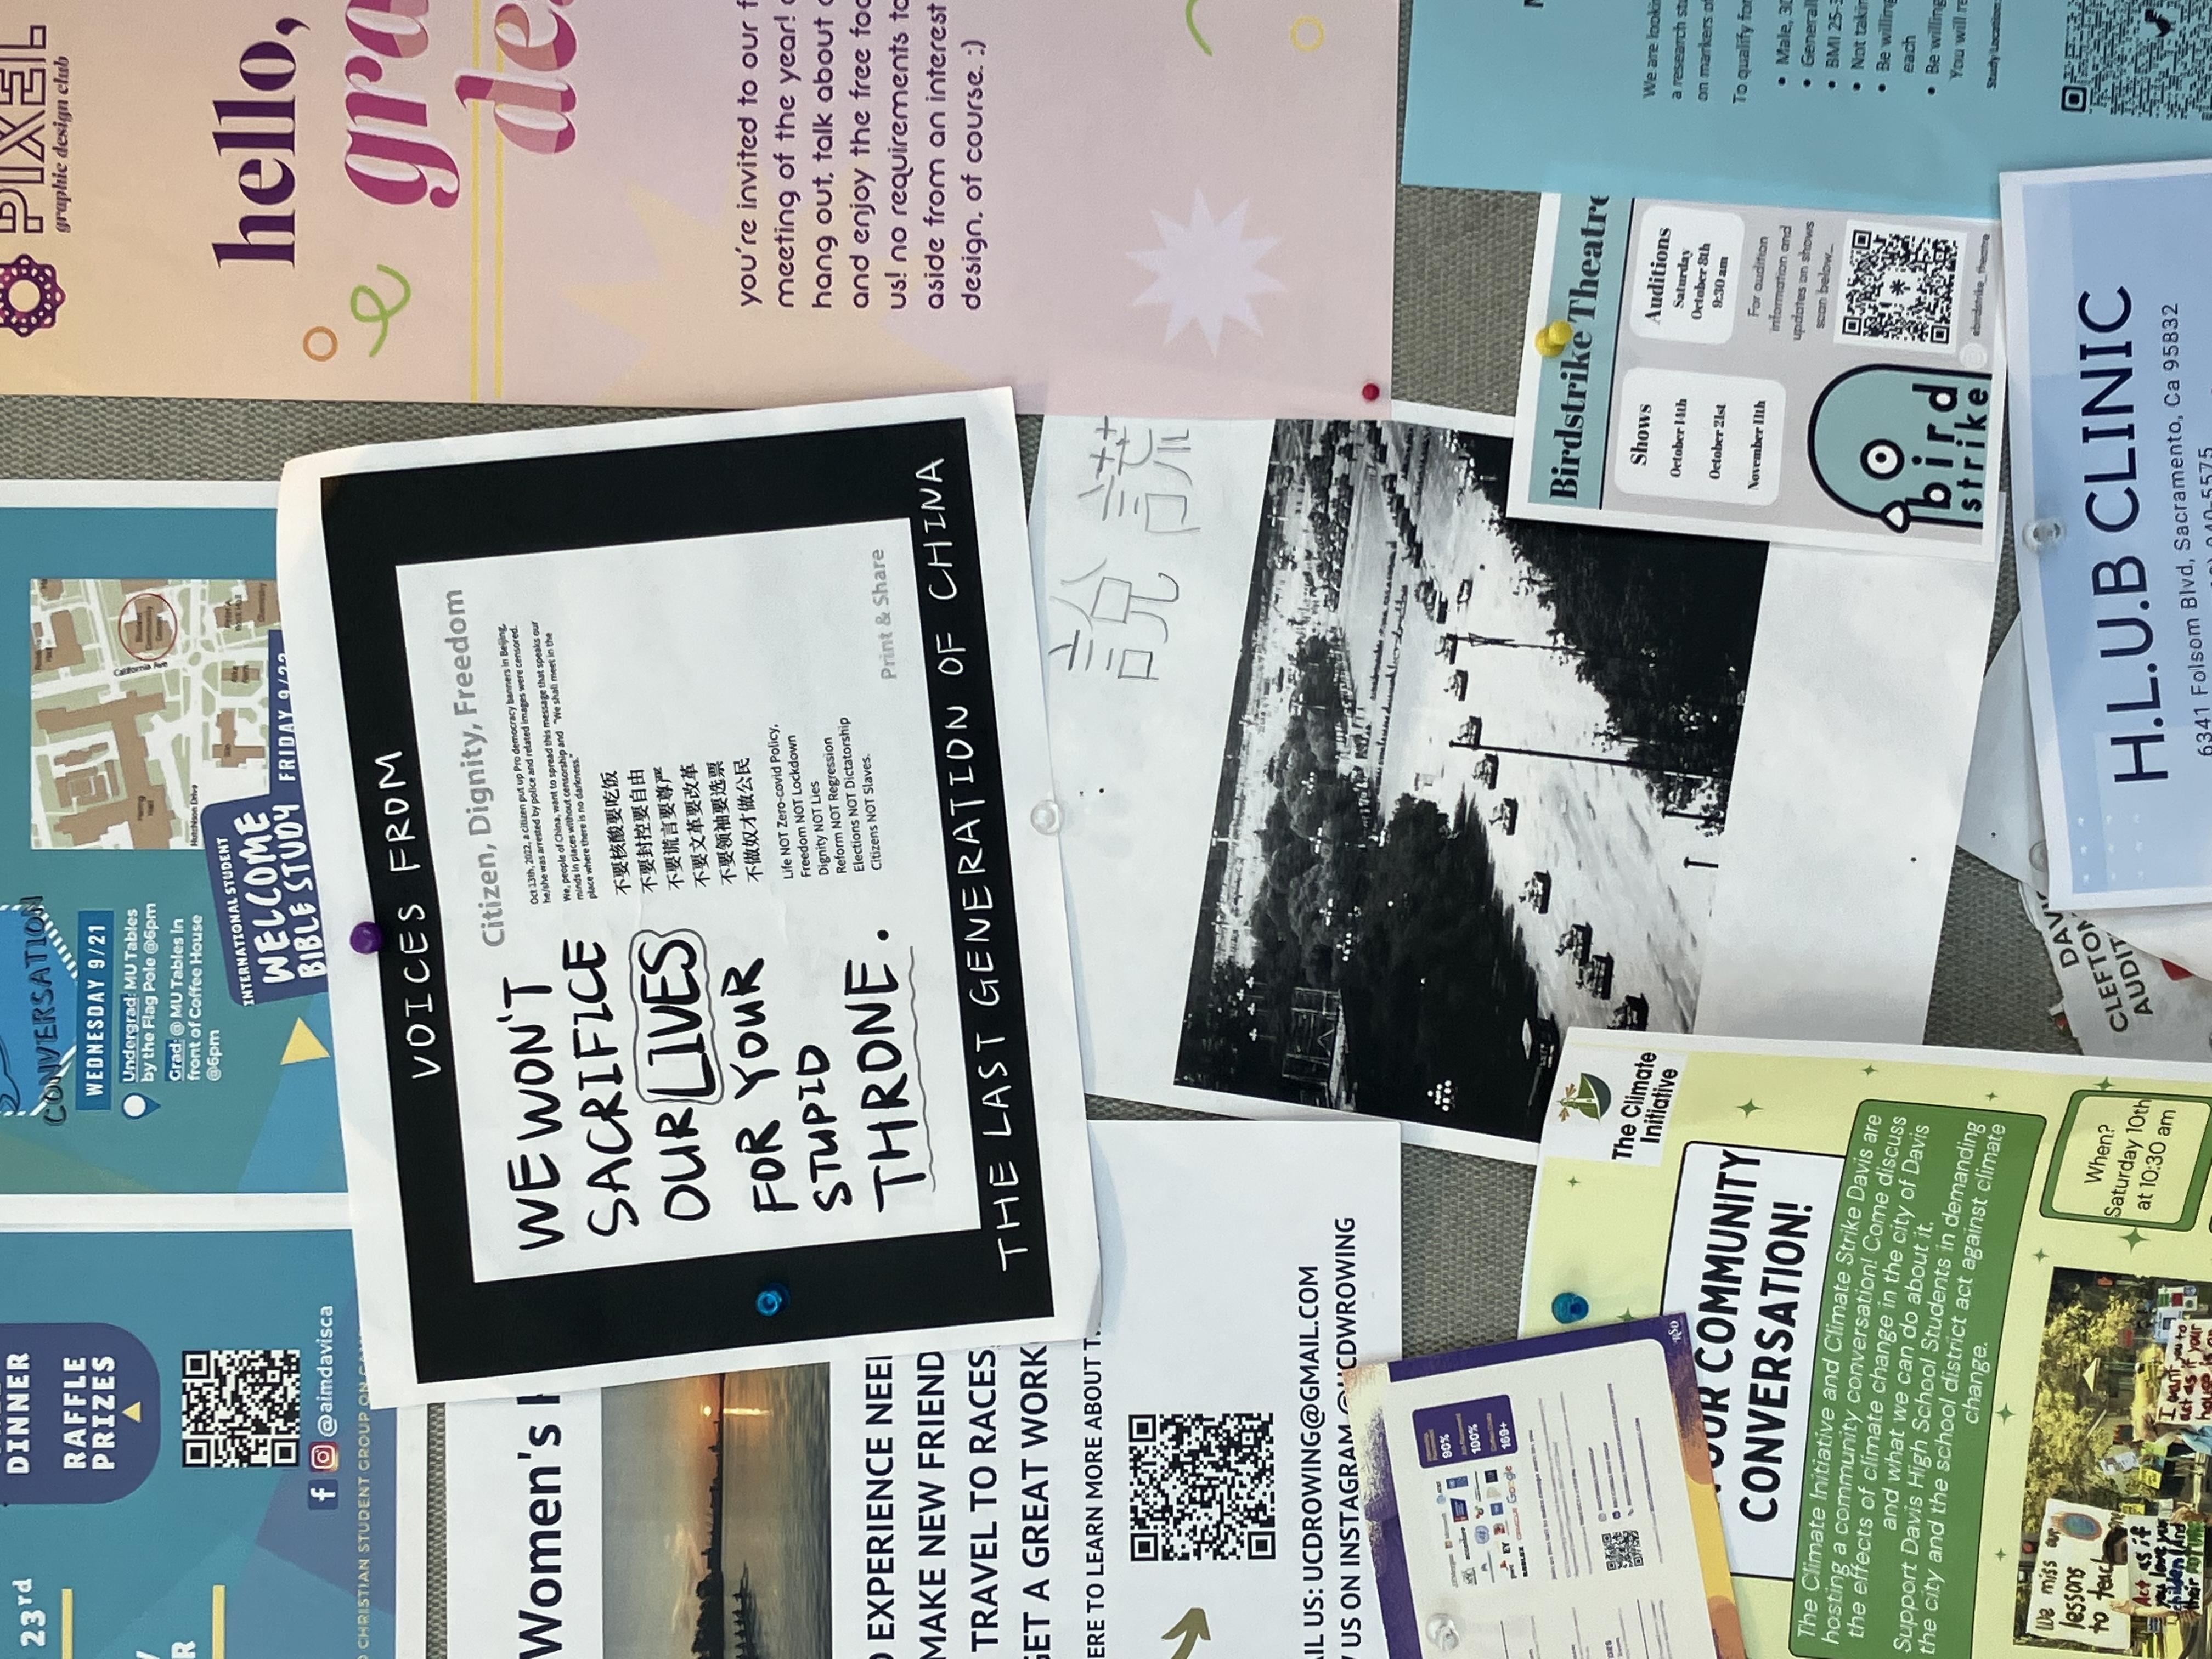 PIXEL
graphic design club
hello,
gra
de
you're invited to our f
meeting of the year!
hang out, talk about
and enjoy the free foo
us! no requirements to
aside from an interest
design, of course. :)
We are looki
a research st
on markers of
To qualify for
• Male, 30
• Generall
• BMI 25-3
• Not takin
• Be willing
each
• Be willing
You will re
Study Location
CONVERSATION
WEDNESDAY 9/21
Undergrad: MU Tables
by the Flag Pole @6pm
Grad: @ MU Tables in
front of Coffee House
@6pm
California Ave
Hutchison Drive
INTERNATIONAL STUDENT
WELCOME
BIBLE STUDY
FRIDAY 9/23
VOICES FROM
WE WON'T
SACRIFICE
OUR LIVES
FOR YOUR
STUPID
THRONE.
Citizen, Dignity, Freedom
Oct 13th, 2022, a citizen put up Pro democracy banners in Beijing,
he/she was arrested by police and related images were censored.
We, people of China, want to spread this message that speaks our
minds in places without censorship and "We shall meet in the
place where there is no darkness."
不要核酸要吃饭
不要封控要自由
不要谎言要尊严
不要文革要改革
不要领袖要选票
不做奴才做公民
Life NOT Zero-covid Policy,
Freedom NOT Lockdown
Dignity NOT Lies
Reform NOT Regression
Elections NOT Dictatorship
Citizens NOT Slaves.
Print & Share
THE LAST GENERATION OF CHINA
說謊
Birdstrike Theatre
Shows
October 14th
October 21st
November 11th
Auditions
Saturday
October 8th
9:30 am
For audition
information and
updates on shows
scan below...
@birdstrike_theatre
bird
strike
H.L.U.B CLINIC
6341 Folsom Blvd, Sacramento, Ca 95832
DAV
CLEFTO
AUDIT
DINNER
RAFFLE
PRIZES
@aimdavisca
CHRISTIAN STUDENT GROUP ON
23rd
Women's
EXPERIENCE NEE
MAKE NEW FRIEND
TRAVEL TO RACES
GET A GREAT WORK
ERE TO LEARN MORE ABOUT T
AIL US: UCDROWING@GMAIL.COM
US ON INSTAGRAM @UCDWROWING
90%
100%
169+
Google
The Climate
Initiative
OUR COMMUNITY
CONVERSATION!
The Climate Initiative and Climate Strike Davis are
hosting a community conversation! Come discuss
the effects of climate change in the city of Davis
and what we can do about it.
Support Davis High School Students in demanding
the city and the school district act against climate
change.
When?
Saturday 10th
at 10:30 am
We miss our
lessons
to teach
Act as if